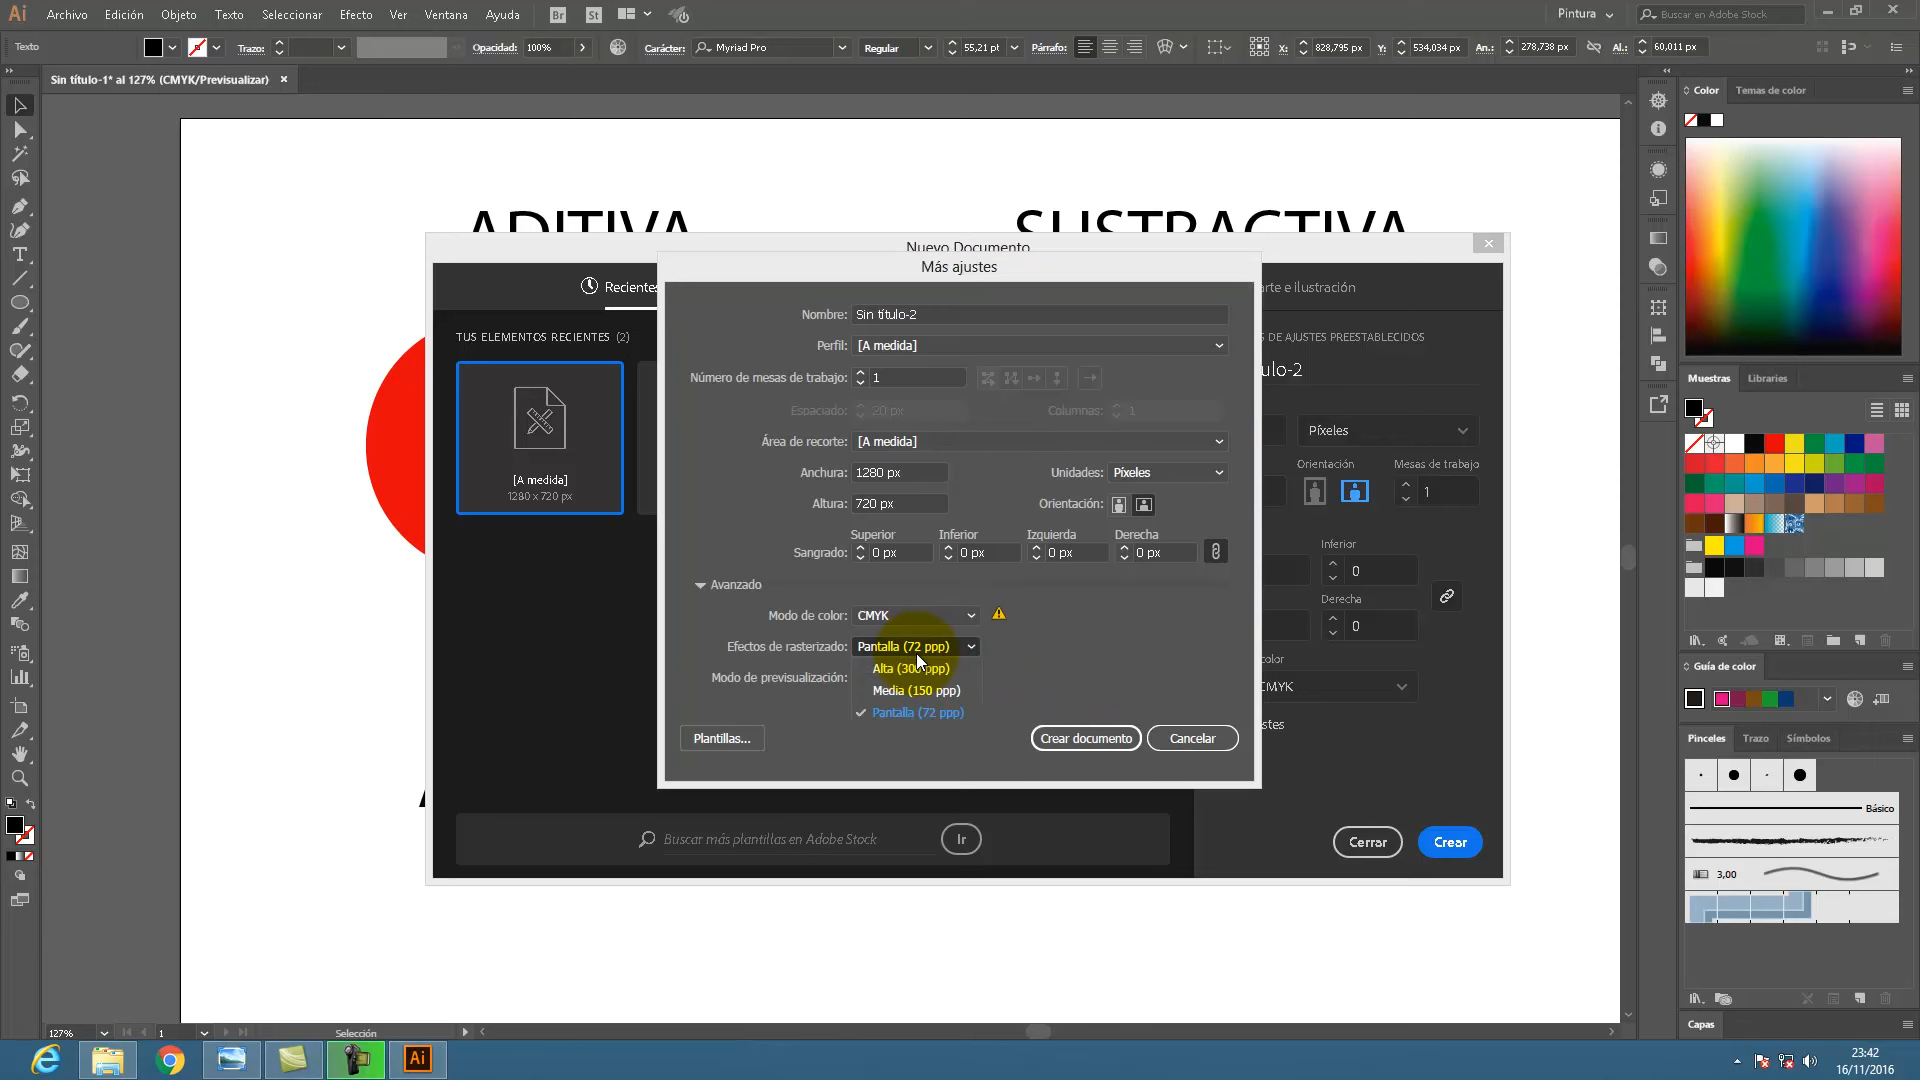 Ai Archivo Edición Objeto Texto Seleccionar Efecto Ver Ventana Ayuda Br St Pintura Buscar en Adobe Stock
Texto Trazo: Opacidad: 100% Carácter: Myriad Pro Regular 55,21 pt Párrafo: X: 828,795 px Y: 534,034 px An.: 278,738 px Al.: 60,011 px
Sin título-1* al 127% (CMYK/Previsualizar)
Color Temas de color
ADITIVA SUSTRACTIVA
Nuevo Documento
Más ajustes
Recientes
arte e ilustración
TUS ELEMENTOS RECIENTES (2)
DE AJUSTES PREESTABLECIDOS
ulo-2
[A medida]
1280 x 720 px
Nombre: Sin título-2
Perfil: [A medida]
Número de mesas de trabajo: 1
Espaciado: 20 px Columnas: 1
Área de recorte: [A medida]
Anchura: 1280 px Unidades: Píxeles
Altura: 720 px Orientación:
Superior Inferior Izquierda Derecha
Sangrado: 0 px 0 px 0 px 0 px
Avanzado
Modo de color: CMYK
Efectos de rasterizado: Pantalla (72 ppp)
Alta (300 ppp)
Modo de previsualización:
Media (150 ppp)
Pantalla (72 ppp)
Plantillas... Crear documento Cancelar
Píxeles
Orientación Mesas de trabajo
1
Inferior
0
Derecha
0
color
CMYK
stes
Buscar más plantillas en Adobe Stock Ir
Cerrar Crear
Muestras Libraries
Guía de color
Pinceles Trazo Símbolos
Básico
3,00
Capas
127% 1 Selección
Ai
23:42
16/11/2016